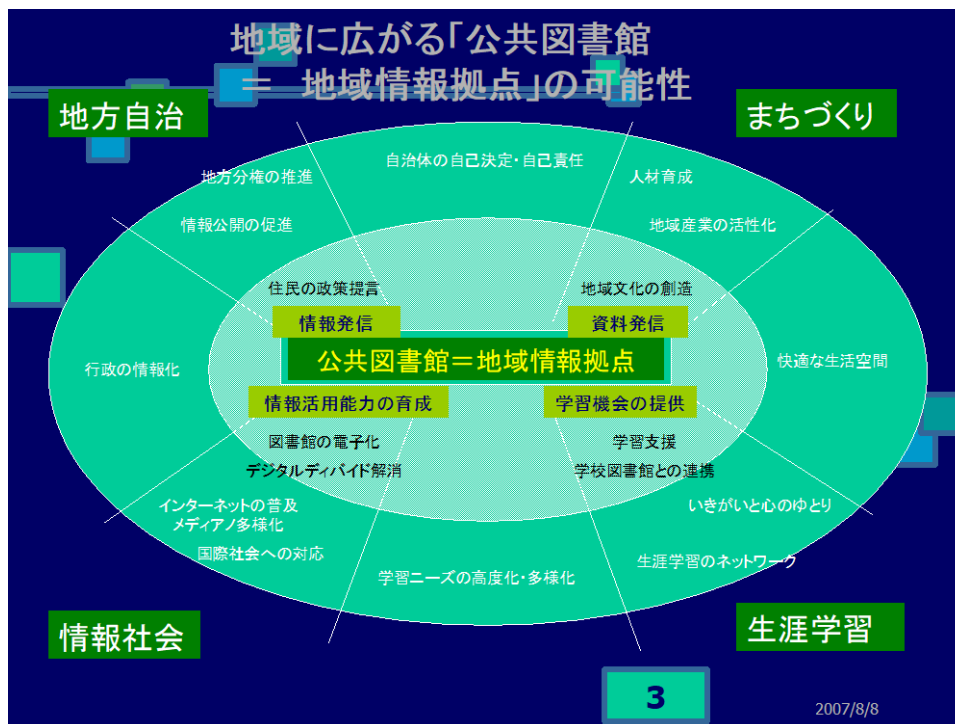 地域に広がる「公共図書館
＝　地域情報拠点」の可能性
地方自治
まちづくり
自治体の自己決定・自己責任
地方分権の推進
人材育成
情報公開の促進
地域産業の活性化
住民の政策提言
地域文化の創造
情報発信
資料発信
公共図書館＝地域情報拠点
行政の情報化
快適な生活空間
情報活用能力の育成
学習機会の提供
図書館の電子化
学習支援
デジタルディバイド解消
学校図書館との連携
インターネットの普及
メディアノ多様化
いきがいと心のゆとり
国際社会への対応
生涯学習のネットワーク
学習ニーズの高度化・多様化
情報社会
生涯学習
3
2007/8/8